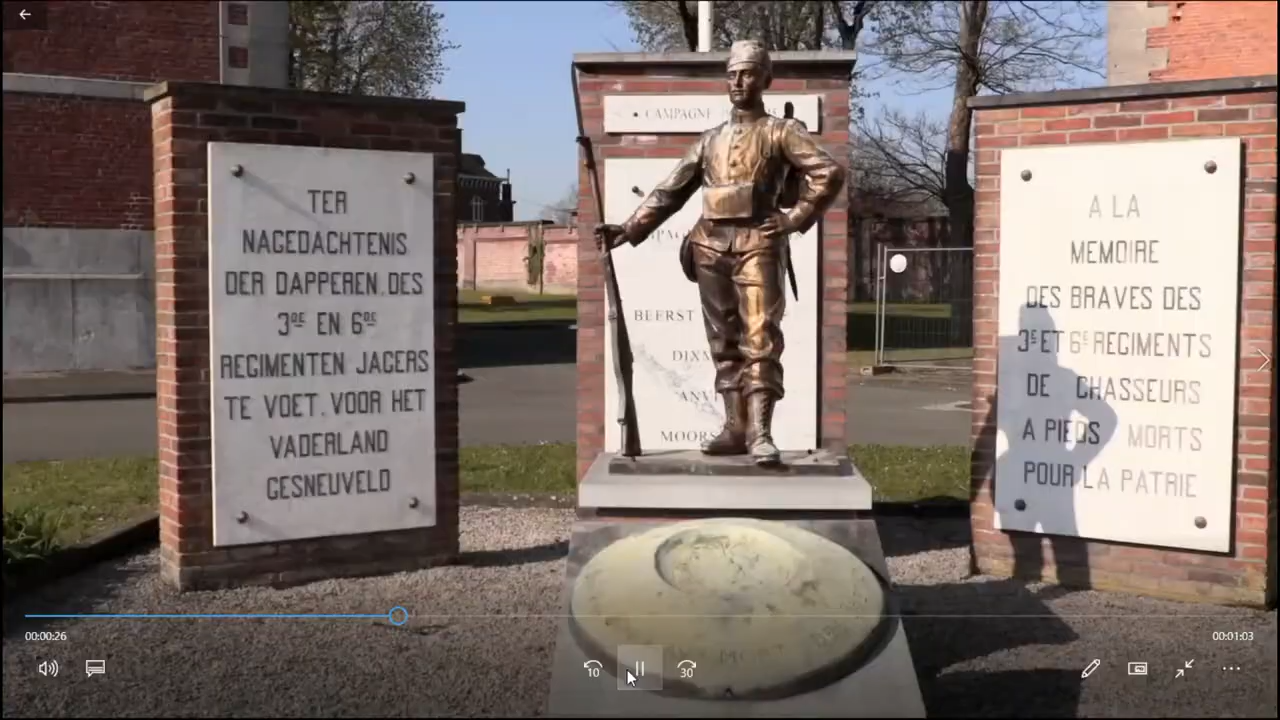 TER
NAGEDACHTENIS
DER DAPPEREN. DES
3DE EN 6DE
REGIMENTEN JAGERS
TE VOET. VOOR HET
VADERLAND
GESNEUVELD
CAMPAGNE
BEERST
DIXM
ANV
MOORS
A LA
MEMOIRE
DES BRAVES DES
3E ET 6E REGIMENTS
DE CHASSEURS
A PIEDS MORTS
POUR LA PATRIE
00:00:26
00:01:03
10
30